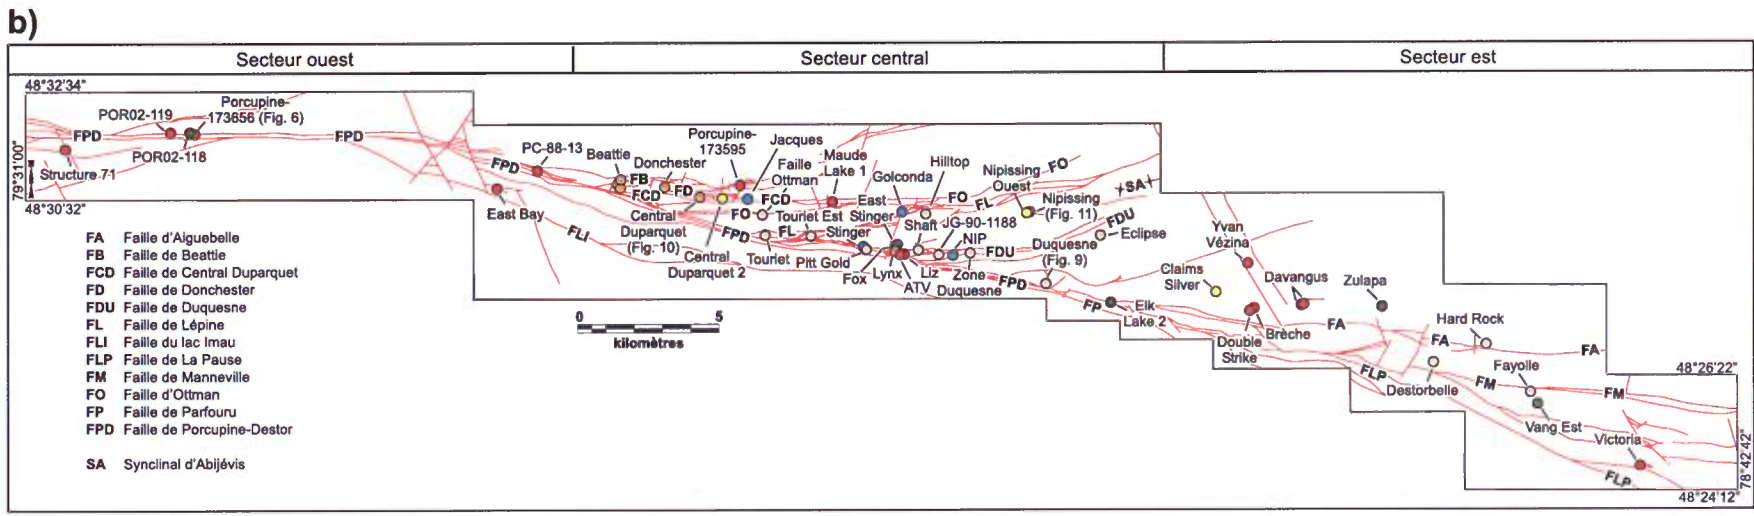 b)
Secteur ouest
Secteur central
Secteur est
48°32'34"
79°31'00"
48°30'32"
POR02-119
Porcupine-
173656 (Fig. 6)
FPD
FPD
POR02-118
Structure 71
FPD
PC-88-13
East Bay
FLI
Beattie
FB
Donchester
FCD
FD
Porcupine-
173595
Jacques
Faille
Ottman
FCD
Central
Duparquet
(Fig. 10)
Central
Duparquet 2
FO
FPD
FL
Tourlet Est
Tourlet
Pitt Gold
Maude
Lake 1
East
Stinger
Stinger
Golconda
Hilltop
FO
FL
Nipissing
Ouest
FO
Nipissing
(Fig. 11)
SA
FDU
Eclipse
Shaft
JG-90-1188
NIP
FDU
Duquesne
(Fig. 9)
Fox
Lynx
Liz
ATV
Zone
Duquesne
FPD
FP
Elk
Lake 2
Claims
Silver
Yvan
Vézina
Davangus
Zulapa
Double
Strike
Brèche
FA
FA
FA
Hard Rock
FLP
Destorbelle
FM
Fayolle
FM
Vang Est
Victoria
FLP
48°26'22"
78°42'42"
48°24'12"
0 5
kilomètres
FA Faille d'Aiguebelle
FB Faille de Beattie
FCD Faille de Central Duparquet
FD Faille de Donchester
FDU Faille de Duquesne
FL Faille de Lépine
FLI Faille du lac Imau
FLP Faille de La Pause
FM Faille de Manneville
FO Faille d'Ottman
FP Faille de Parfouru
FPD Faille de Porcupine-Destor
SA Synclinal d'Abijévis